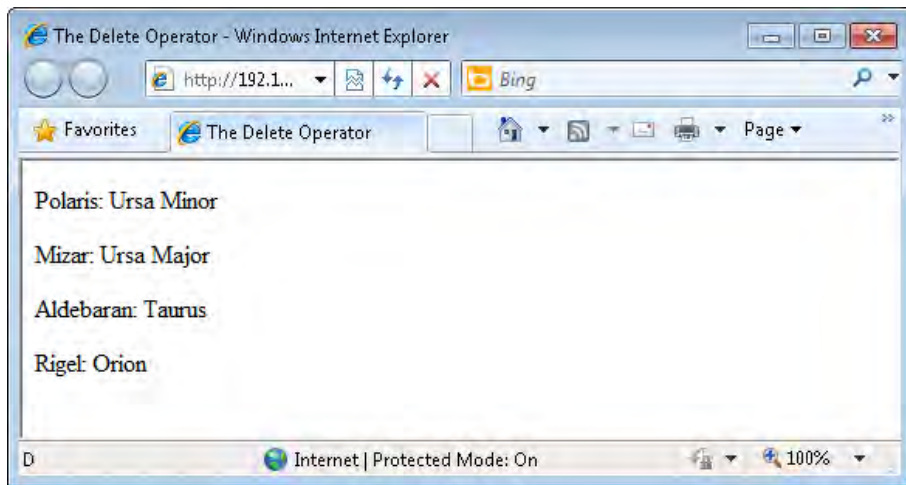 The Delete Operator - Windows Internet Explorer
http://192.1... Bing
Favorites The Delete Operator Page
Polaris: Ursa Minor
Mizar: Ursa Major
Aldebaran: Taurus
Rigel: Orion
D Internet | Protected Mode: On 100%